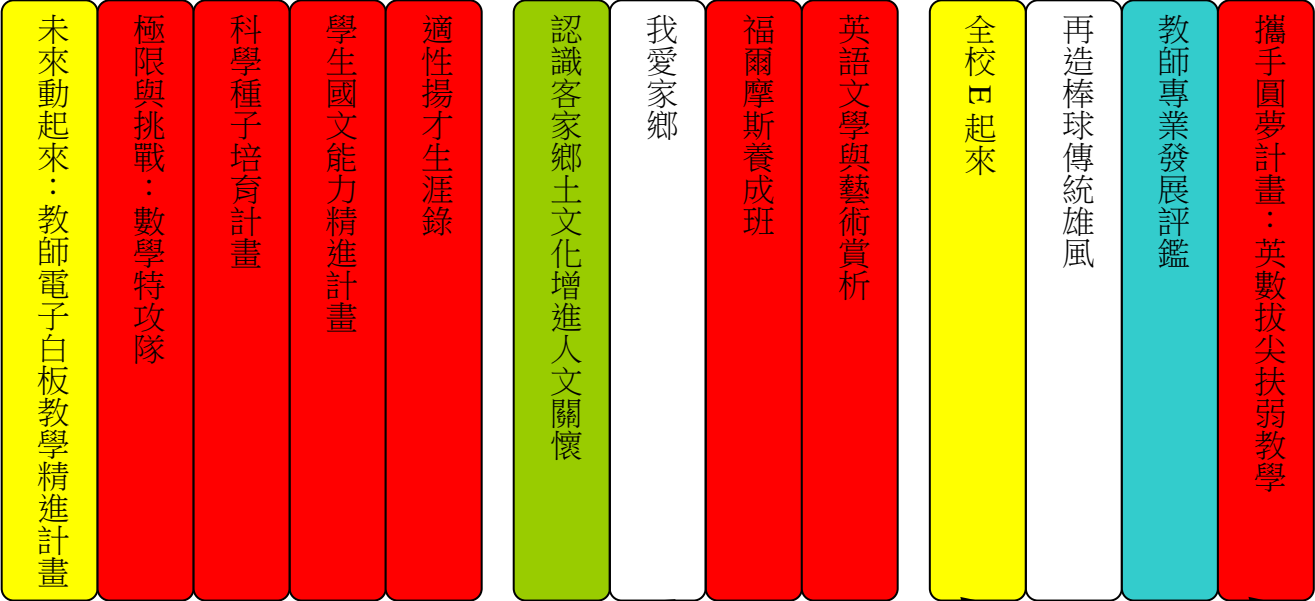 攜手圓夢計畫：英數拔尖扶弱教學
教師專業發展評鑑
再造棒球傳統雄風
全校E起來
英語文學與藝術賞析
福爾摩斯養成班
我愛家鄉
認識客家鄉土文化增進人文關懷
適性揚才生涯錄
學生國文能力精進計畫
科學種子培育計畫
極限與挑戰：數學特攻隊
未來動起來：教師電子白板教學精進計畫